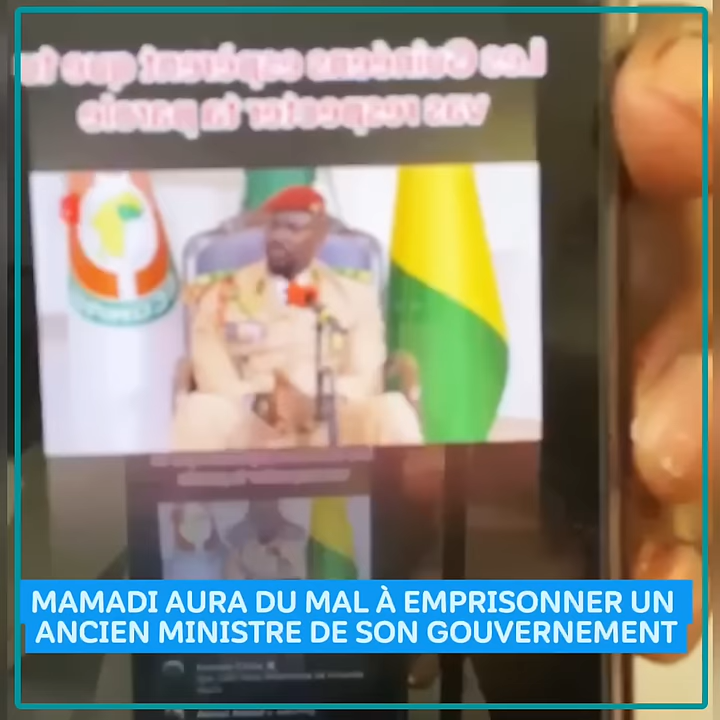 Les Guinéens espèrent que tu
vas respecter ta parole
MAMADI AURA DU MAL À EMPRISONNER UN
ANCIEN MINISTRE DE SON GOUVERNEMENT